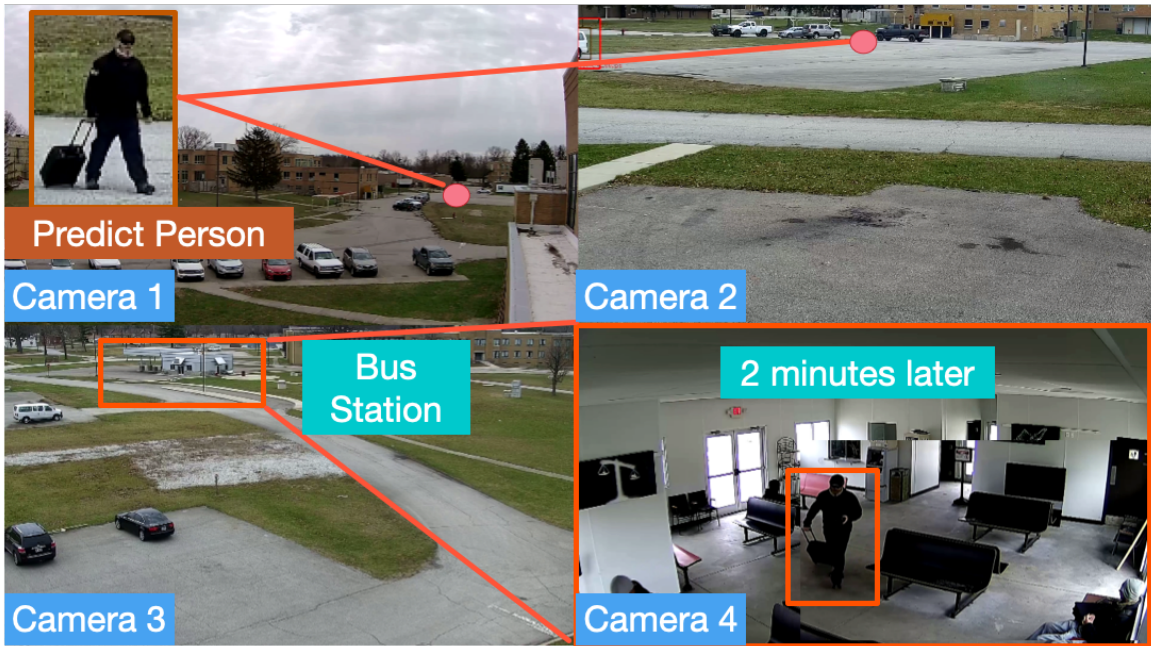 Predict Person
Camera 1
Camera 2
Bus
Station
Camera 3
2 minutes later
Camera 4